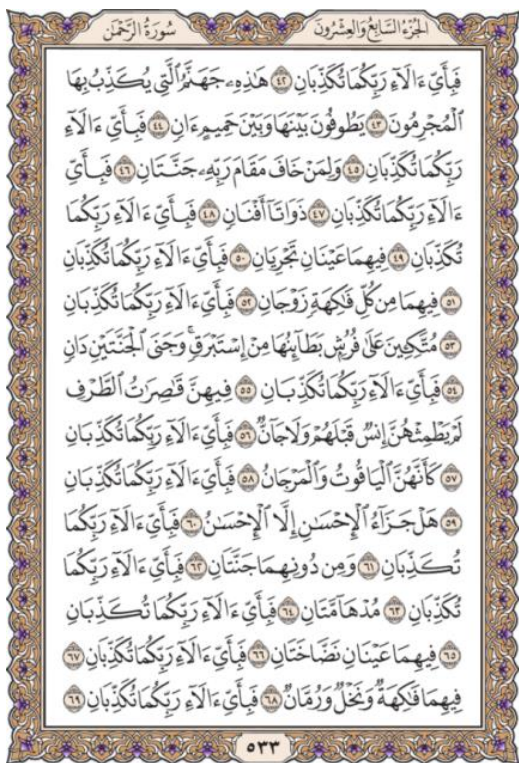 الجُزْءُ السَّابِعُ وَالعِشْرُونَ
سُورَةُ الرَّحْمٰن
فَبِأَيِّ ءَالَآءِ رَبِّكُمَا تُكَذِّبَانِ ٤٢ هَٰذِهِۦ جَهَنَّمُ ٱلَّتِي يُكَذِّبُ بِهَا
ٱلْمُجْرِمُونَ ٤٣ يَطُوفُونَ بَيْنَهَا وَبَيْنَ حَمِيمٍ ءَانٍ ٤٤ فَبِأَيِّ ءَالَآءِ
رَبِّكُمَا تُكَذِّبَانِ ٤٥ وَلِمَنْ خَافَ مَقَامَ رَبِّهِۦ جَنَّتَانِ ٤٦ فَبِأَيِّ
ءَالَآءِ رَبِّكُمَا تُكَذِّبَانِ ٤٧ ذَوَاتَآ أَفْنَانٍ ٤٨ فَبِأَيِّ ءَالَآءِ رَبِّكُمَا
تُكَذِّبَانِ ٤٩ فِيهِمَا عَيْنَانِ تَجْرِيَانِ ٥٠ فَبِأَيِّ ءَالَآءِ رَبِّكُمَا تُكَذِّبَانِ
٥١ فِيهِمَا مِن كُلِّ فَٰكِهَةٍ زَوْجَانِ ٥٢ فَبِأَيِّ ءَالَآءِ رَبِّكُمَا تُكَذِّبَانِ
٥٣ مُتَّكِـِٔينَ عَلَىٰ فُرُشٍۭ بَطَآئِنُهَا مِنْ إِسْتَبْرَقٍۚ وَجَنَى ٱلْجَنَّتَيْنِ دَانٍ
٥٤ فَبِأَيِّ ءَالَآءِ رَبِّكُمَا تُكَذِّبَانِ ٥٥ فِيهِنَّ قَٰصِرَٰتُ ٱلطَّرْفِ
لَمْ يَطْمِثْهُنَّ إِنسٌ قَبْلَهُمْ وَلَا جَآنٌّ ٥٦ فَبِأَيِّ ءَالَآءِ رَبِّكُمَا تُكَذِّبَانِ
٥٧ كَأَنَّهُنَّ ٱلْيَاقُوتُ وَٱلْمَرْجَانُ ٥٨ فَبِأَيِّ ءَالَآءِ رَبِّكُمَا تُكَذِّبَانِ
٥٩ هَلْ جَزَآءُ ٱلْإِحْسَٰنِ إِلَّا ٱلْإِحْسَٰنُ ٦٠ فَبِأَيِّ ءَالَآءِ رَبِّكُمَا
تُكَذِّبَانِ ٦١ وَمِن دُونِهِمَا جَنَّتَانِ ٦٢ فَبِأَيِّ ءَالَآءِ رَبِّكُمَا
تُكَذِّبَانِ ٦٣ مُدْهَآمَّتَانِ ٦٤ فَبِأَيِّ ءَالَآءِ رَبِّكُمَا تُكَذِّبَانِ
٦٥ فِيهِمَا عَيْنَانِ نَضَّاخَتَانِ ٦٦ فَبِأَيِّ ءَالَآءِ رَبِّكُمَا تُكَذِّبَانِ ٦٧
فِيهِمَا فَٰكِهَةٌ وَنَخْلٌ وَرُمَّانٌ ٦٨ فَبِأَيِّ ءَالَآءِ رَبِّكُمَا تُكَذِّبَانِ ٦٩
٥٣٣